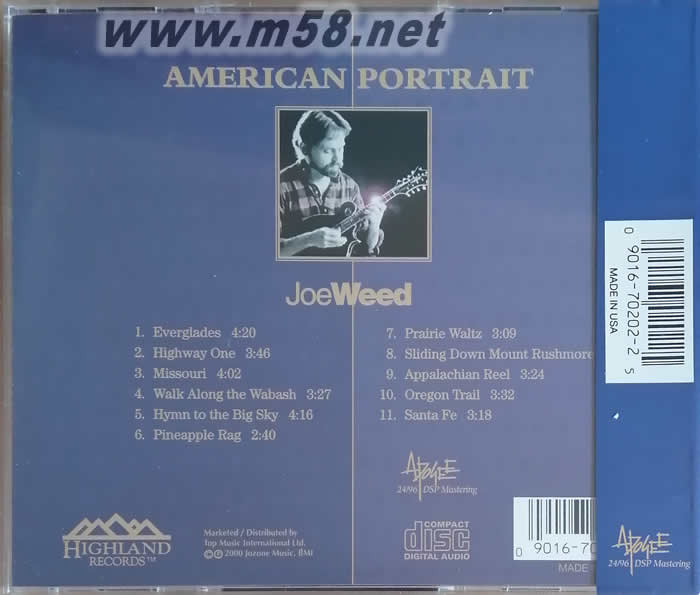 www.m58.net
AMERICAN PORTRAIT
JoeWeed
1. Everglades 4:20
2. Highway One 3:46
3. Missouri 4:02
4. Walk Along the Wabash 3:27
5. Hymn to the Big Sky 4:16
6. Pineapple Rag 2:40
7. Prairie Waltz 3:09
8. Sliding Down Mount Rushmore
9. Appalachian Reel 3:24
10. Oregon Trail 3:32
11. Santa Fe 3:18
APOGEE
24/96 DSP Mastering
HIGHLAND
RECORDS™
Marketed / Distributed by
Top Music International Ltd.
℗ © 2000 Jozone Music, BMI
COMPACT
disc
DIGITAL AUDIO
0 9016-70
MADE
0 9016-70202-2 5
MADE IN USA
APOGEE
24/96 DSP Mastering